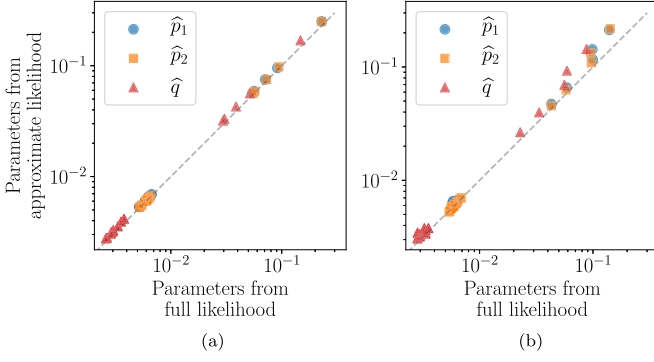 Parameters from
approximate likelihood
p̂₁
p̂₂
q̂
10⁻¹
10⁻²
10⁻²
10⁻¹
Parameters from
full likelihood
(a)
p̂₁
p̂₂
q̂
10⁻¹
10⁻²
10⁻²
10⁻¹
Parameters from
full likelihood
(b)